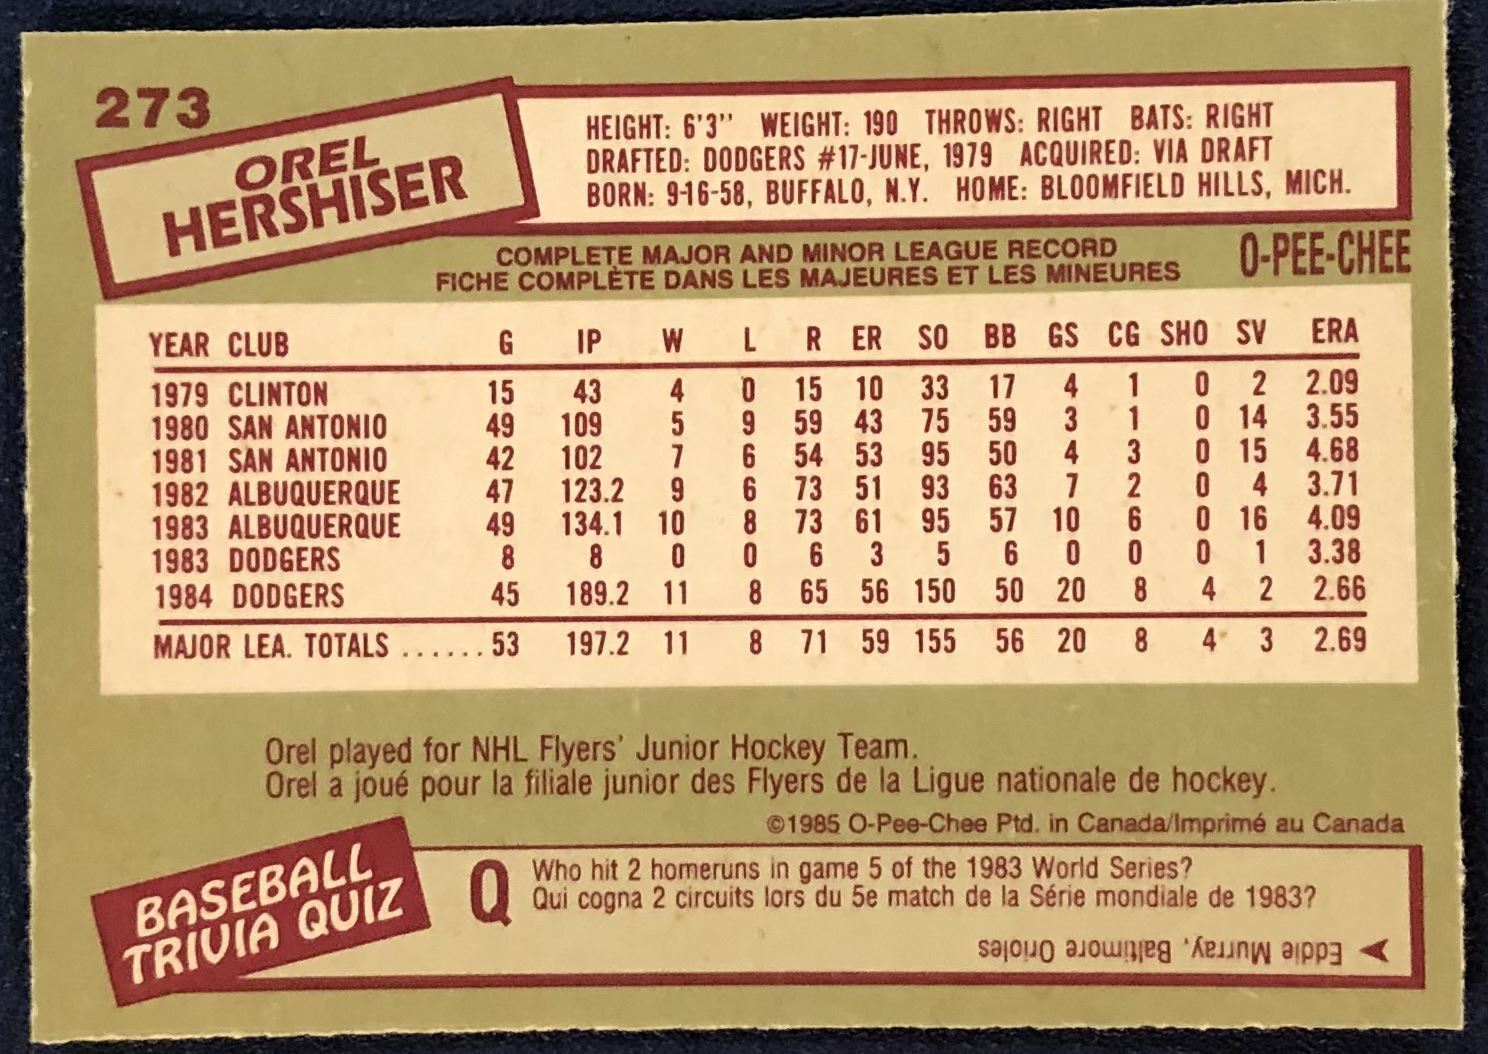 273
OREL
HERSHISER
HEIGHT: 6'3" WEIGHT: 190 THROWS: RIGHT BATS: RIGHT
DRAFTED: DODGERS #17-JUNE, 1979 ACQUIRED: VIA DRAFT
BORN: 9-16-58, BUFFALO, N.Y. HOME: BLOOMFIELD HILLS, MICH.
COMPLETE MAJOR AND MINOR LEAGUE RECORD
FICHE COMPLÈTE DANS LES MAJEURES ET LES MINEURES
O-PEE-CHEE
YEAR CLUB G IP W L R ER SO BB GS CG SHO SV ERA
1979 CLINTON 15 43 4 0 15 10 33 17 4 1 0 2 2.09
1980 SAN ANTONIO 49 109 5 9 59 43 75 59 3 1 0 14 3.55
1981 SAN ANTONIO 42 102 7 6 54 53 95 50 4 3 0 15 4.68
1982 ALBUQUERQUE 47 123.2 9 6 73 51 93 63 7 2 0 4 3.71
1983 ALBUQUERQUE 49 134.1 10 8 73 61 95 57 10 6 0 16 4.09
1983 DODGERS 8 8 0 0 6 3 5 6 0 0 0 1 3.38
1984 DODGERS 45 189.2 11 8 65 56 150 50 20 8 4 2 2.66
MAJOR LEA. TOTALS ...... 53 197.2 11 8 71 59 155 56 20 8 4 3 2.69
Orel played for NHL Flyers' Junior Hockey Team.
Orel a joué pour la filiale junior des Flyers de la Ligue nationale de hockey.
©1985 O-Pee-Chee Ptd. in Canada/Imprimé au Canada
BASEBALL
TRIVIA QUIZ
Q
Who hit 2 homeruns in game 5 of the 1983 World Series?
Qui cogna 2 circuits lors du 5e match de la Série mondiale de 1983?
Eddie Murray, Baltimore Orioles